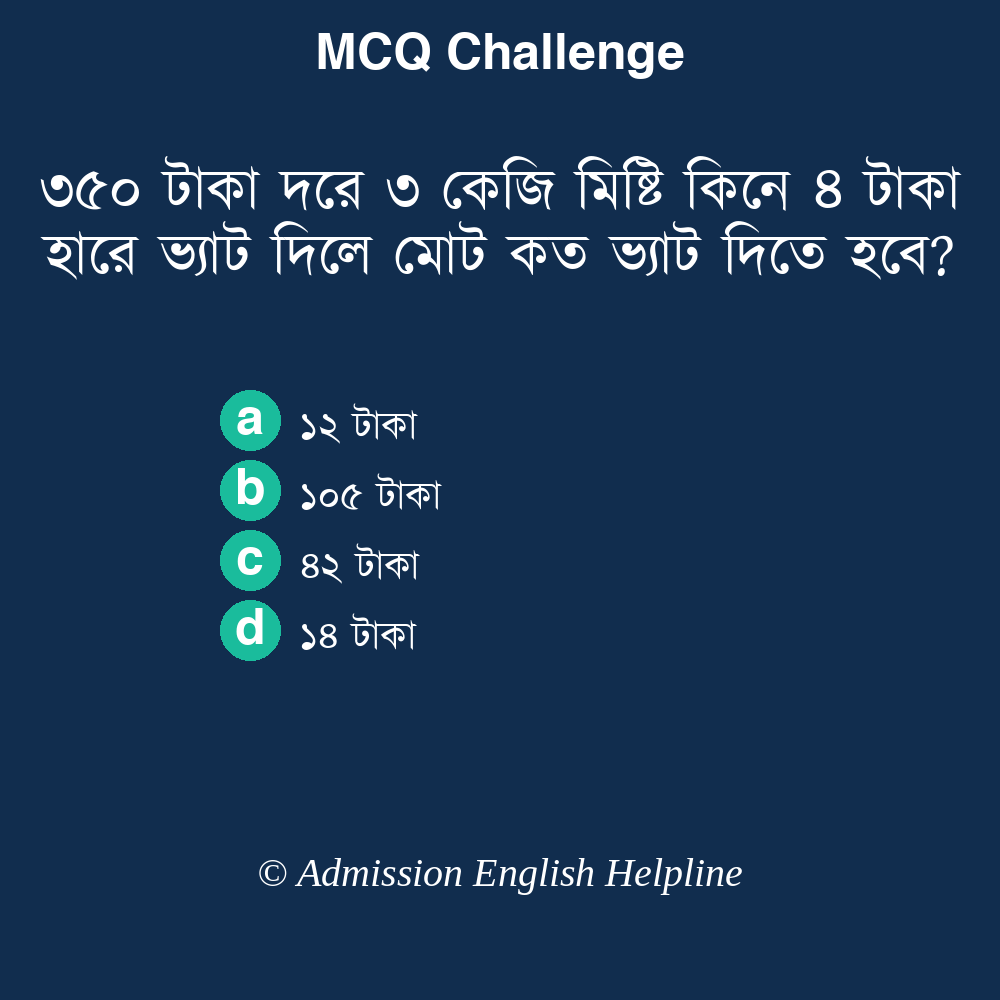 MCQ Challenge
৩৫০ টাকা দরে ৩ কেজি মিষ্টি কিনে ৪ টাকা
হারে ভ্যাট দিলে মোট কত ভ্যাট দিতে হবে?
a ১২ টাকা
b ১০৫ টাকা
c ৪২ টাকা
d ১৪ টাকা
© Admission English Helpline